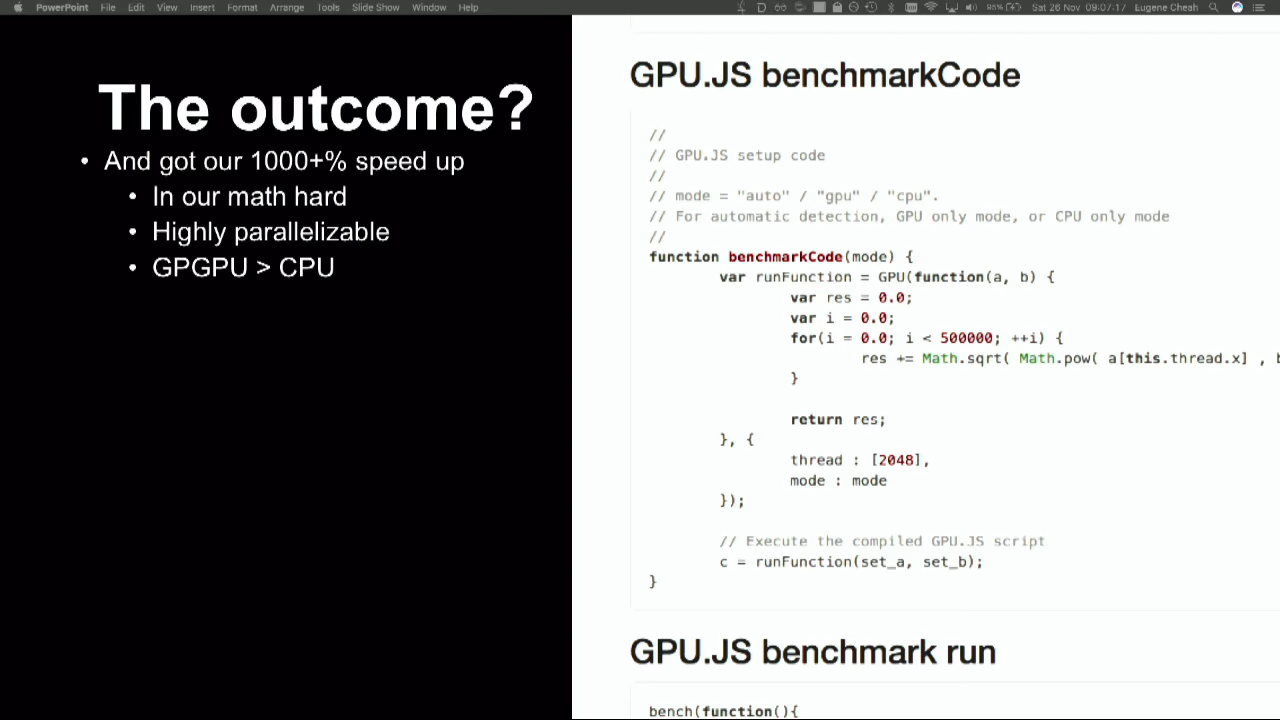 PowerPoint File Edit View Insert Format Arrange Tools Slide Show Window Help
98% Sat 26 Nov 09:07:17 Eugene Cheah
The outcome?
• And got our 1000+% speed up
• In our math hard
• Highly parallelizable
• GPGPU > CPU
GPU.JS benchmarkCode
//
// GPU.JS setup code
//
// mode = "auto" / "gpu" / "cpu".
// For automatic detection, GPU only mode, or CPU only mode
//
function benchmarkCode(mode) {
var runFunction = GPU(function(a, b) {
var res = 0.0;
var i = 0.0;
for(i = 0.0; i < 500000; ++i) {
res += Math.sqrt( Math.pow( a[this.thread.x] , b
}
return res;
}, {
thread : [2048],
mode : mode
});
// Execute the compiled GPU.JS script
c = runFunction(set_a, set_b);
}
GPU.JS benchmark run
bench(function(){